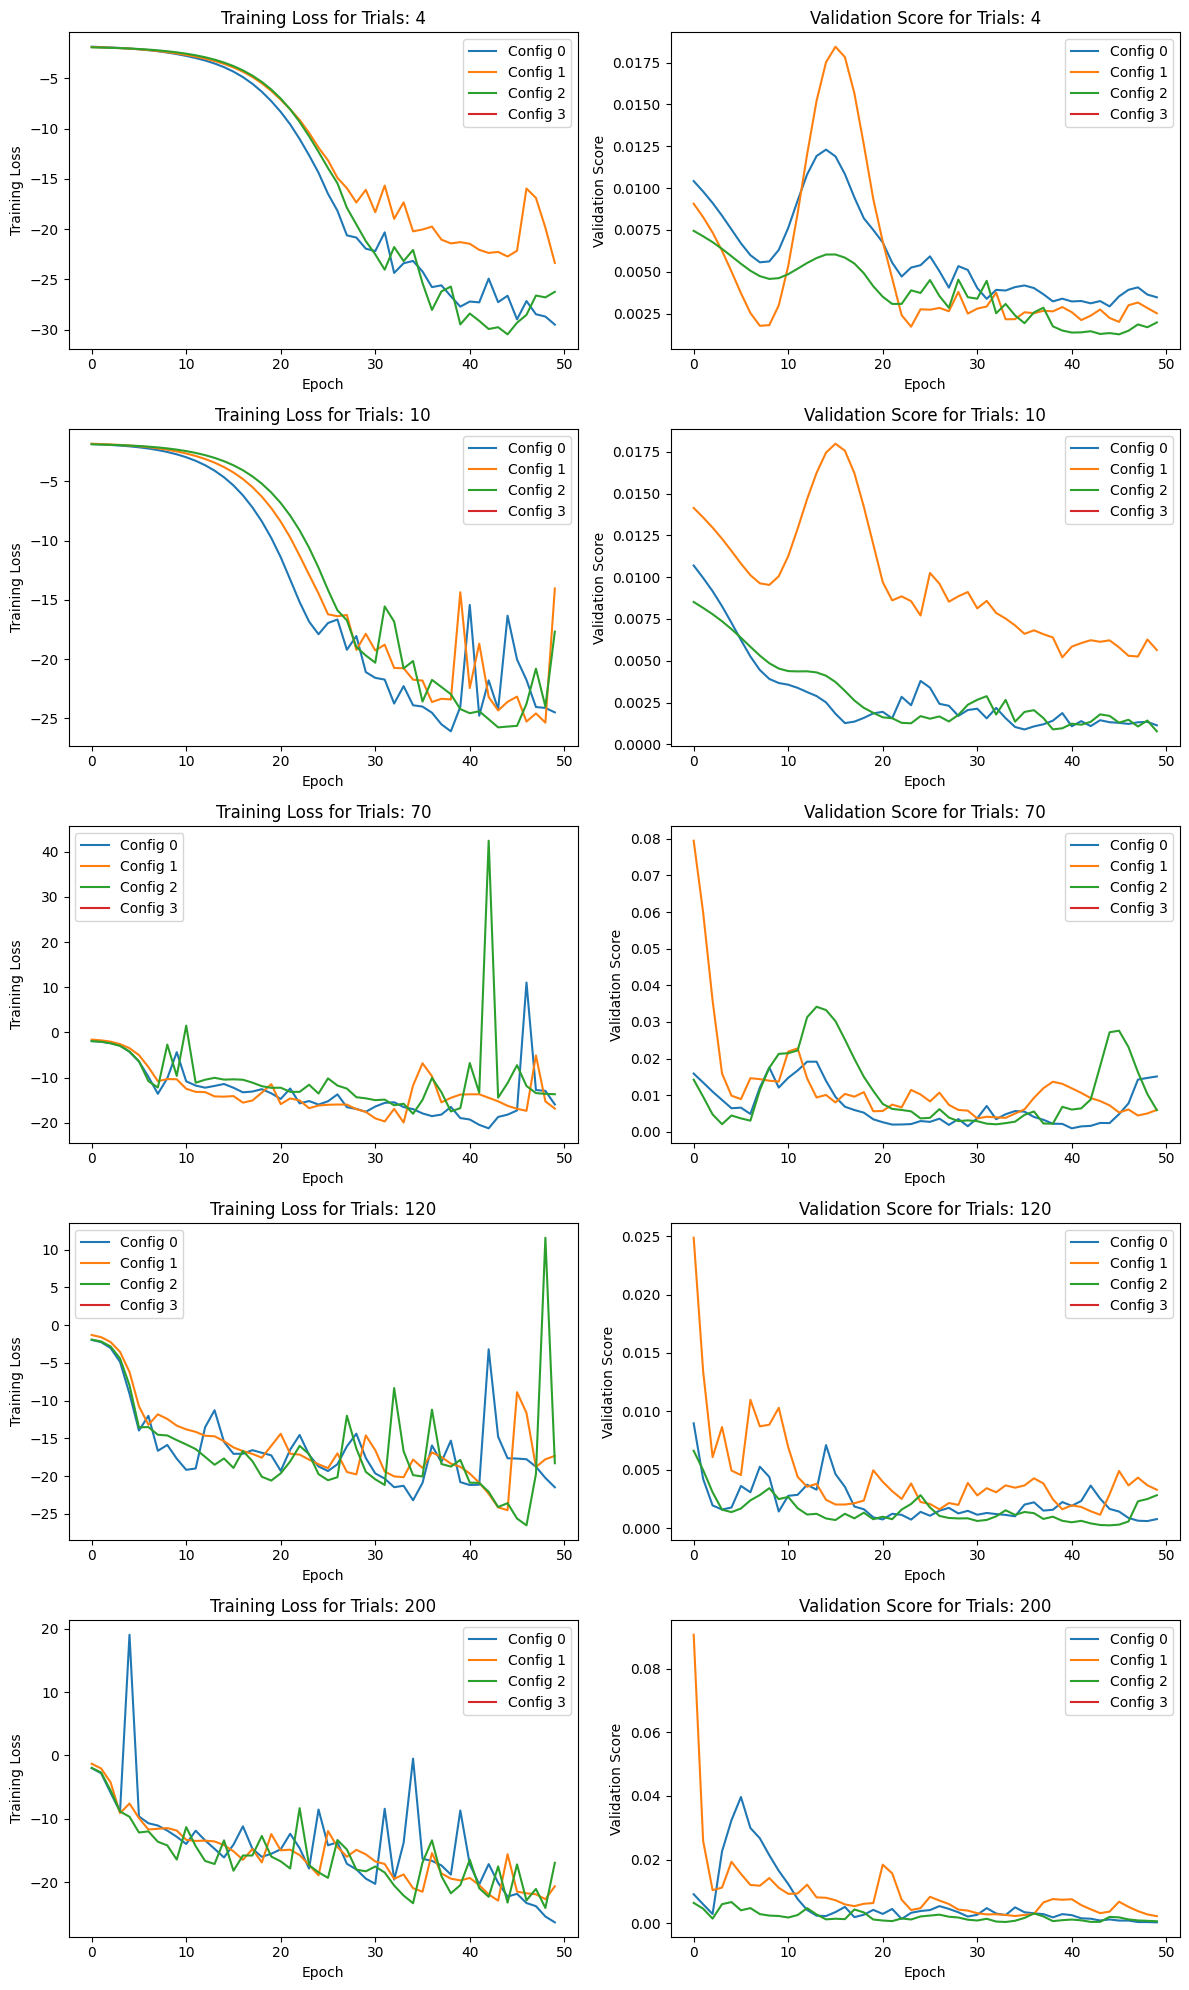 Training Loss for Trials: 4
Training Loss
−5
−10
−15
−20
−25
−30
0 10 20 30 40 50
Epoch
Config 0
Config 1
Config 2
Config 3
Validation Score for Trials: 4
Validation Score
0.0175
0.0150
0.0125
0.0100
0.0075
0.0050
0.0025
0 10 20 30 40 50
Epoch
Config 0
Config 1
Config 2
Config 3
Training Loss for Trials: 10
Training Loss
−5
−10
−15
−20
−25
0 10 20 30 40 50
Epoch
Config 0
Config 1
Config 2
Config 3
Validation Score for Trials: 10
Validation Score
0.0175
0.0150
0.0125
0.0100
0.0075
0.0050
0.0025
0.0000
0 10 20 30 40 50
Epoch
Config 0
Config 1
Config 2
Config 3
Training Loss for Trials: 70
Training Loss
40
30
20
10
0
−10
−20
0 10 20 30 40 50
Epoch
Config 0
Config 1
Config 2
Config 3
Validation Score for Trials: 70
Validation Score
0.08
0.07
0.06
0.05
0.04
0.03
0.02
0.01
0.00
0 10 20 30 40 50
Epoch
Config 0
Config 1
Config 2
Config 3
Training Loss for Trials: 120
Training Loss
10
5
0
−5
−10
−15
−20
−25
0 10 20 30 40 50
Epoch
Config 0
Config 1
Config 2
Config 3
Validation Score for Trials: 120
Validation Score
0.025
0.020
0.015
0.010
0.005
0.000
0 10 20 30 40 50
Epoch
Config 0
Config 1
Config 2
Config 3
Training Loss for Trials: 200
Training Loss
20
10
0
−10
−20
0 10 20 30 40 50
Epoch
Config 0
Config 1
Config 2
Config 3
Validation Score for Trials: 200
Validation Score
0.08
0.06
0.04
0.02
0.00
0 10 20 30 40 50
Epoch
Config 0
Config 1
Config 2
Config 3